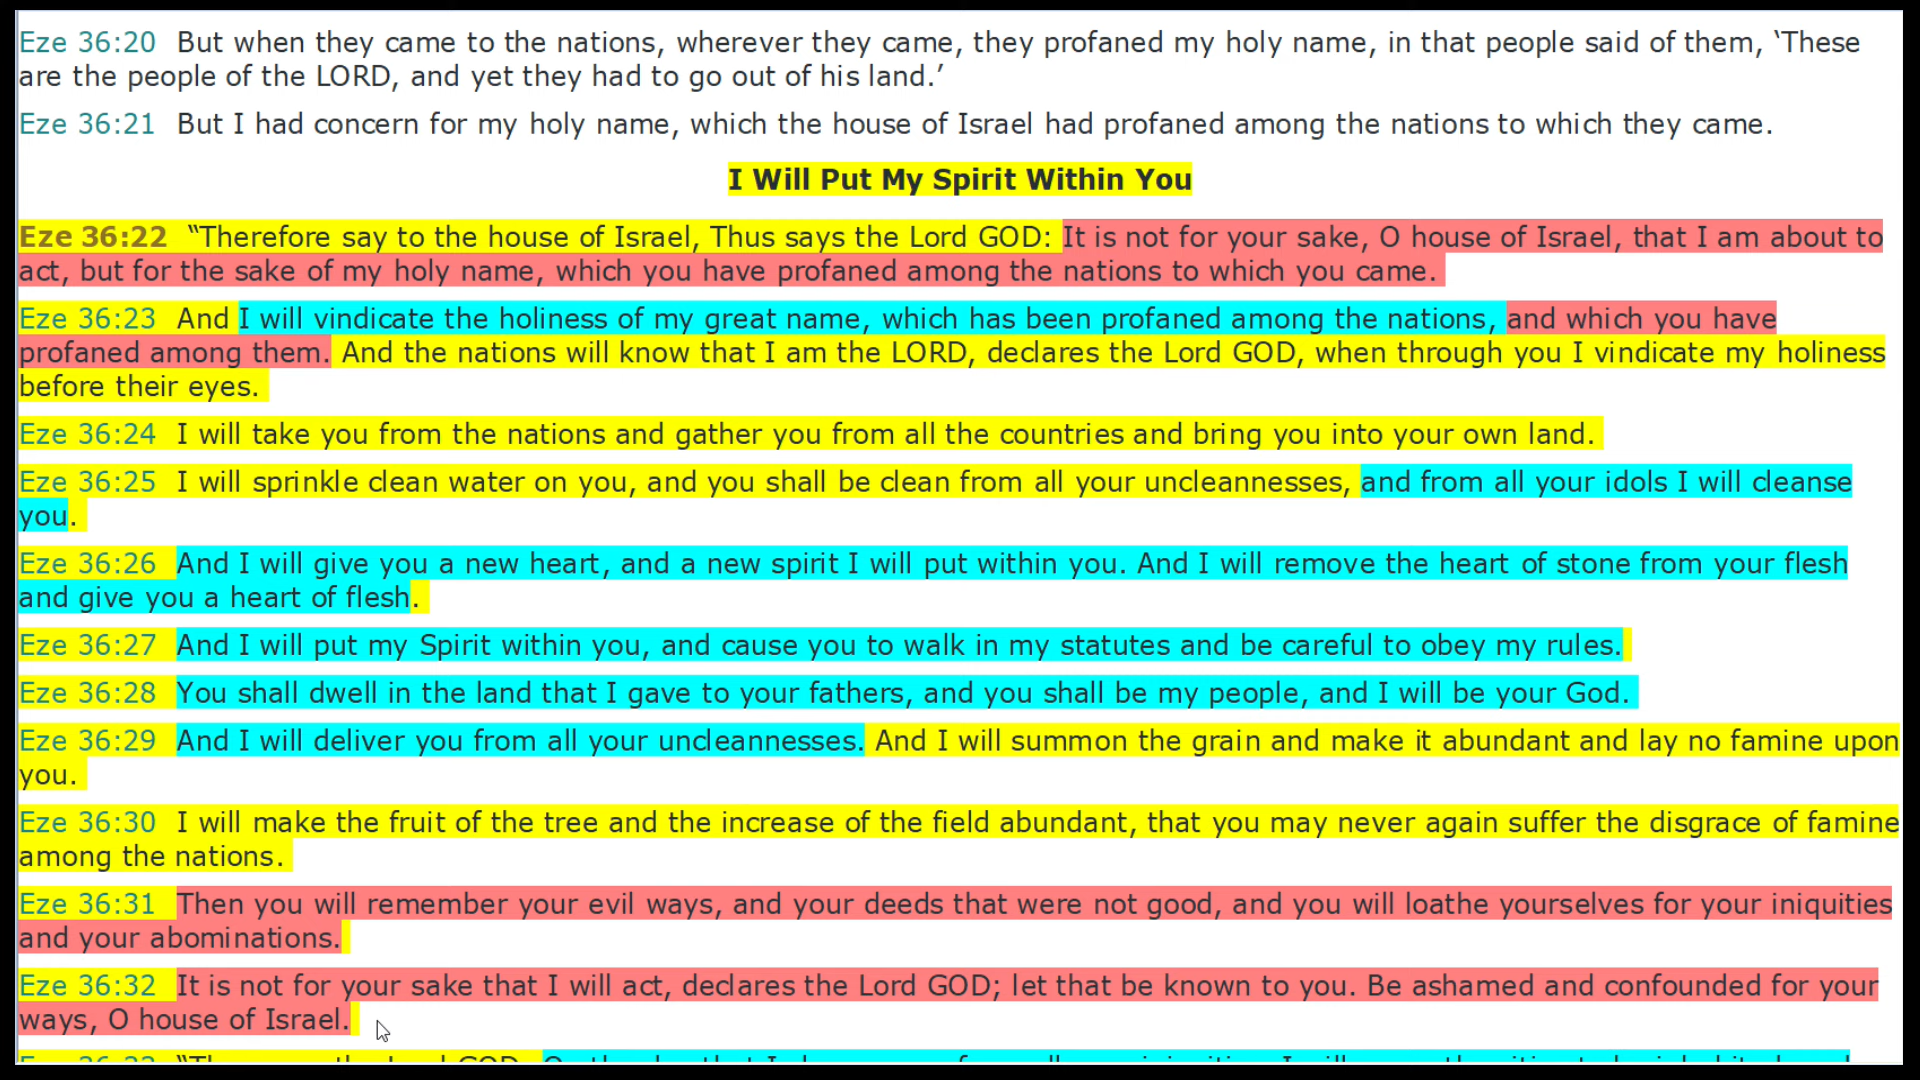 Eze 36:20 But when they came to the nations, wherever they came, they profaned my holy name, in that people said of them, ‘These
are the people of the LORD, and yet they had to go out of his land.’
Eze 36:21 But I had concern for my holy name, which the house of Israel had profaned among the nations to which they came.
I Will Put My Spirit Within You
Eze 36:22 “Therefore say to the house of Israel, Thus says the Lord GOD: It is not for your sake, O house of Israel, that I am about to
act, but for the sake of my holy name, which you have profaned among the nations to which you came.
Eze 36:23 And I will vindicate the holiness of my great name, which has been profaned among the nations, and which you have
profaned among them. And the nations will know that I am the LORD, declares the Lord GOD, when through you I vindicate my holiness
before their eyes.
Eze 36:24 I will take you from the nations and gather you from all the countries and bring you into your own land.
Eze 36:25 I will sprinkle clean water on you, and you shall be clean from all your uncleannesses, and from all your idols I will cleanse
you.
Eze 36:26 And I will give you a new heart, and a new spirit I will put within you. And I will remove the heart of stone from your flesh
and give you a heart of flesh.
Eze 36:27 And I will put my Spirit within you, and cause you to walk in my statutes and be careful to obey my rules.
Eze 36:28 You shall dwell in the land that I gave to your fathers, and you shall be my people, and I will be your God.
Eze 36:29 And I will deliver you from all your uncleannesses. And I will summon the grain and make it abundant and lay no famine upon
you.
Eze 36:30 I will make the fruit of the tree and the increase of the field abundant, that you may never again suffer the disgrace of famine
among the nations.
Eze 36:31 Then you will remember your evil ways, and your deeds that were not good, and you will loathe yourselves for your iniquities
and your abominations.
Eze 36:32 It is not for your sake that I will act, declares the Lord GOD; let that be known to you. Be ashamed and confounded for your
ways, O house of Israel.